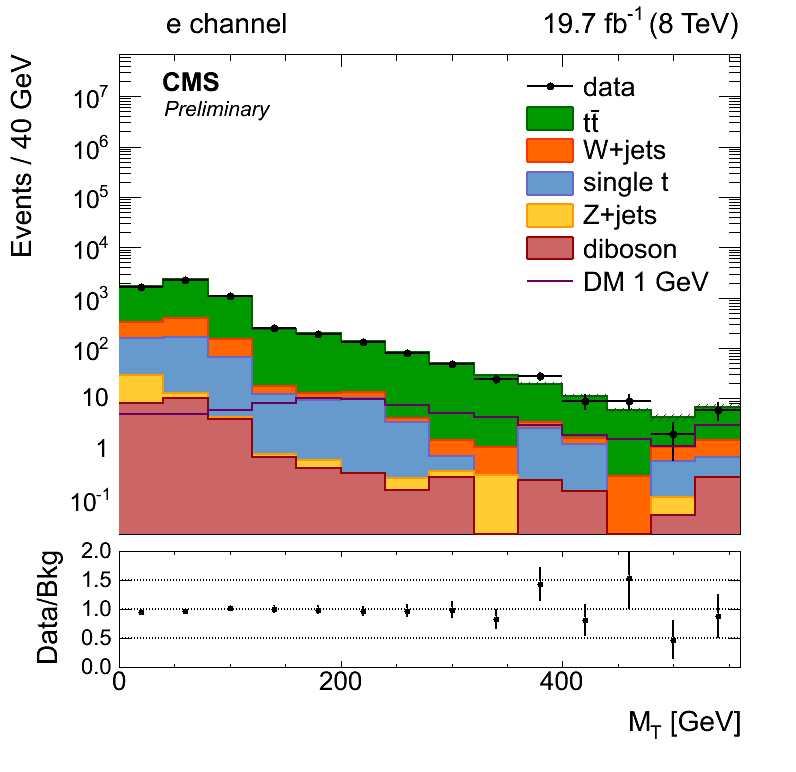 e channel 19.7 fb⁻¹ (8 TeV)
CMS
Preliminary
data
tt̄
W+jets
single t
Z+jets
diboson
DM 1 GeV
Events / 40 GeV
10⁷
10⁶
10⁵
10⁴
10³
10²
10
1
10⁻¹
Data/Bkg
2.0
1.5
1.0
0.5
0.0
0 200 400
M_T [GeV]